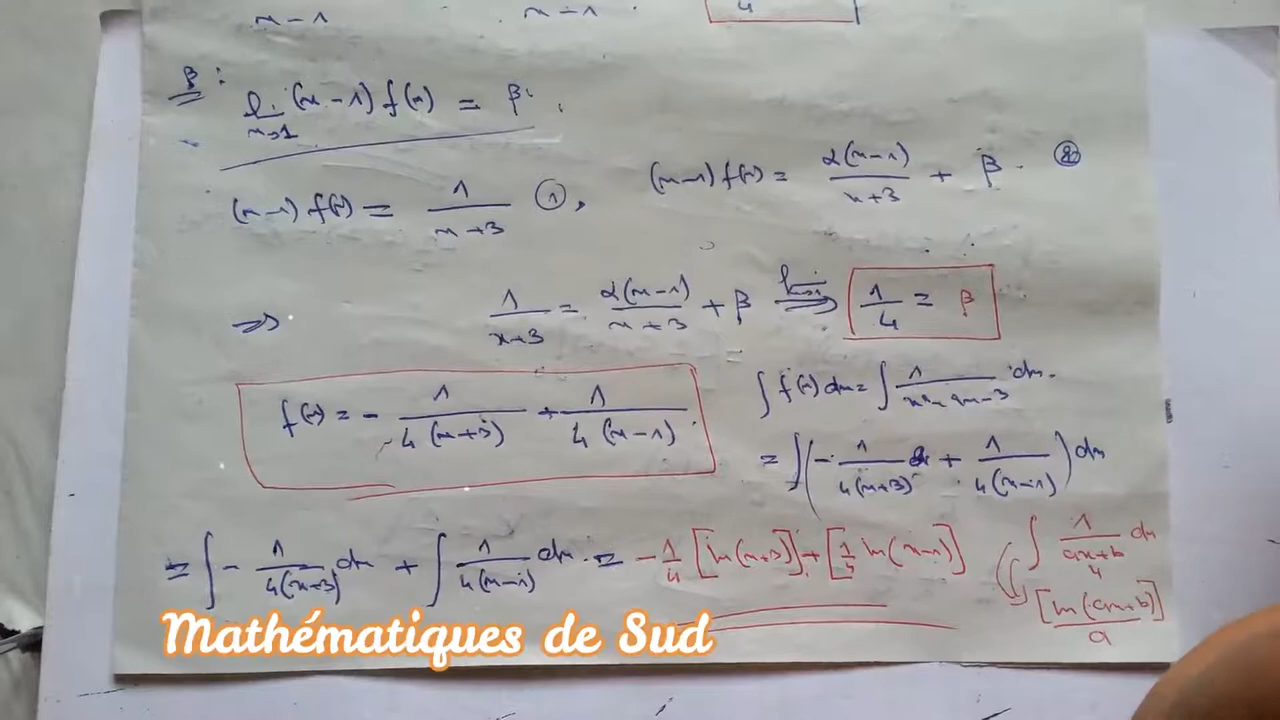 x-1 x-1 4
β:
lim (x-1) f(x) = β.
x→1
(x-1) f(x) = 1/(x+3) ①, (x-1) f(x) = α(x-1)/(x+3) + β. ②
⇒ 1/(x+3) = α(x-1)/(x+3) + β ⇒ 1/4 = β
f(x) = - 1/(4(x+3)) + 1/(4(x-1)).
∫ f(x) dx = ∫ 1/(x²+2x-3) dx.
= ∫ (- 1/(4(x+3)) + 1/(4(x-1))) dx
= ∫ - 1/(4(x+3)) dx + ∫ 1/(4(x-1)) dx = -1/4 [ln(x+3)] + [1/4 ln(x-1)]
∫ 1/(ax+b) dx
[ln(ax+b)]/a
Mathématiques de Sud